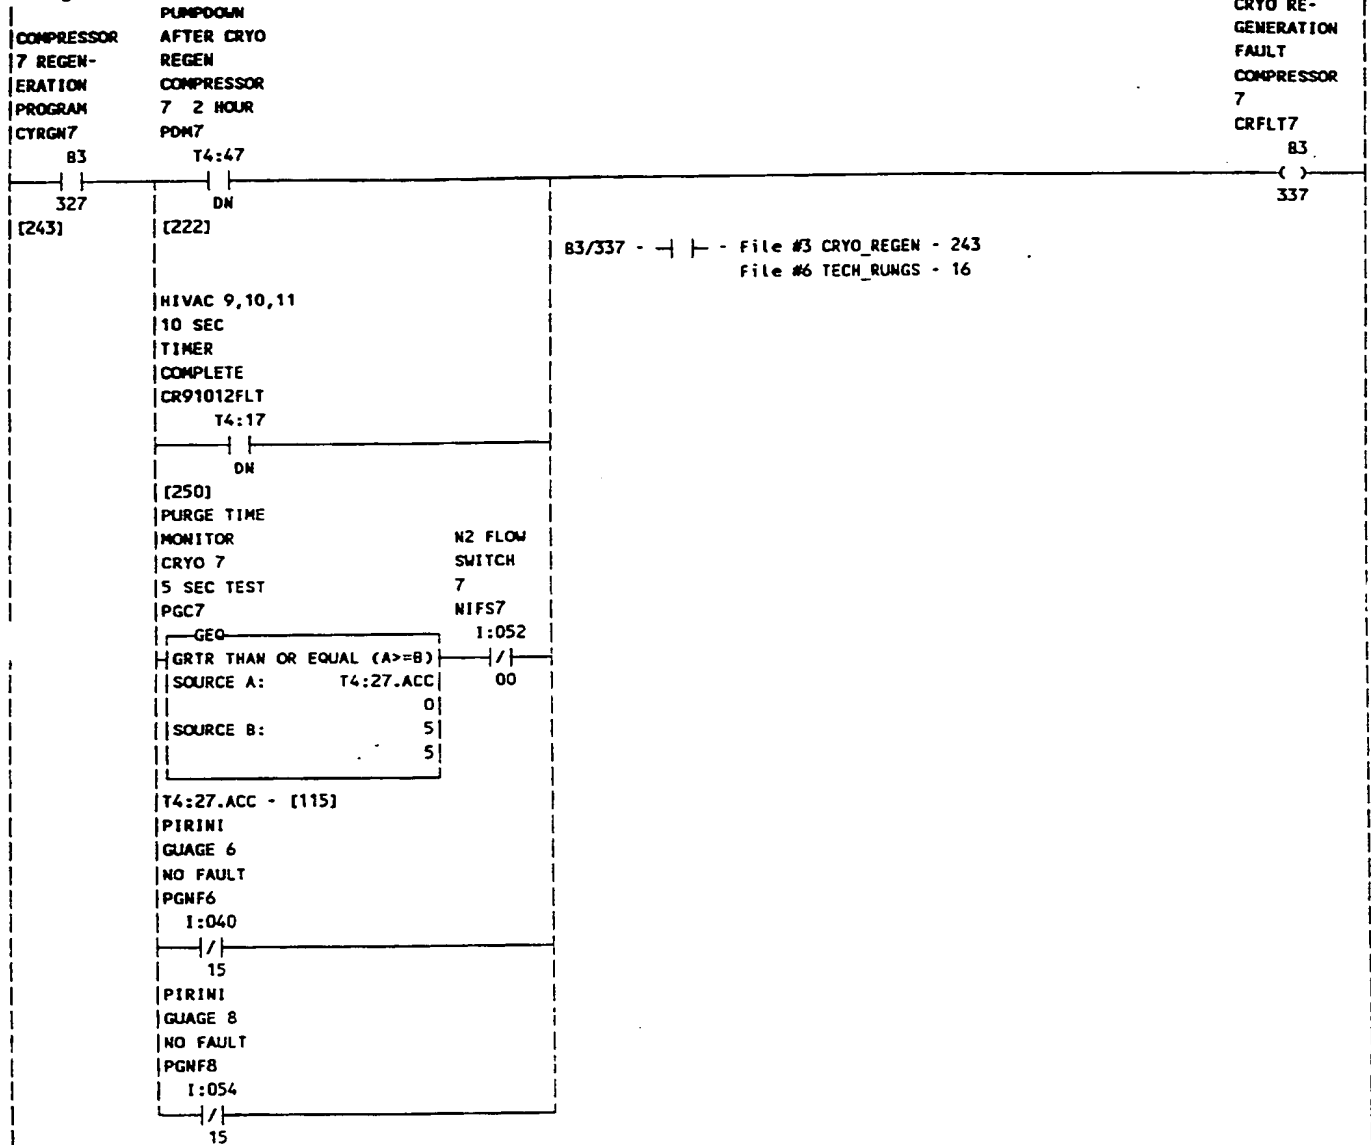 PUMPDOWN
COMPRESSOR AFTER CRYO
7 REGEN- REGEN
ERATION COMPRESSOR
PROGRAM 7 2 HOUR
CYRGN7 PDM7
B3 T4:47
327 DN
[243] [222]
CRYO RE-
GENERATION
FAULT
COMPRESSOR
7
CRFLT7
B3
( )
337
B3/337 - ┤ ├ - File #3 CRYO_REGEN - 243
File #6 TECH_RUNGS - 16
HIVAC 9,10,11
10 SEC
TIMER
COMPLETE
CR91012FLT
T4:17
DN
[250]
PURGE TIME
MONITOR
CRYO 7
5 SEC TEST
PGC7
N2 FLOW
SWITCH
7
NIFS7
I:052
/
00
GEQ
GRTR THAN OR EQUAL (A>=B)
SOURCE A: T4:27.ACC
0
SOURCE B: 5
5
T4:27.ACC - [115]
PIRINI
GUAGE 6
NO FAULT
PGNF6
I:040
/
15
PIRINI
GUAGE 8
NO FAULT
PGNF8
I:054
/
15